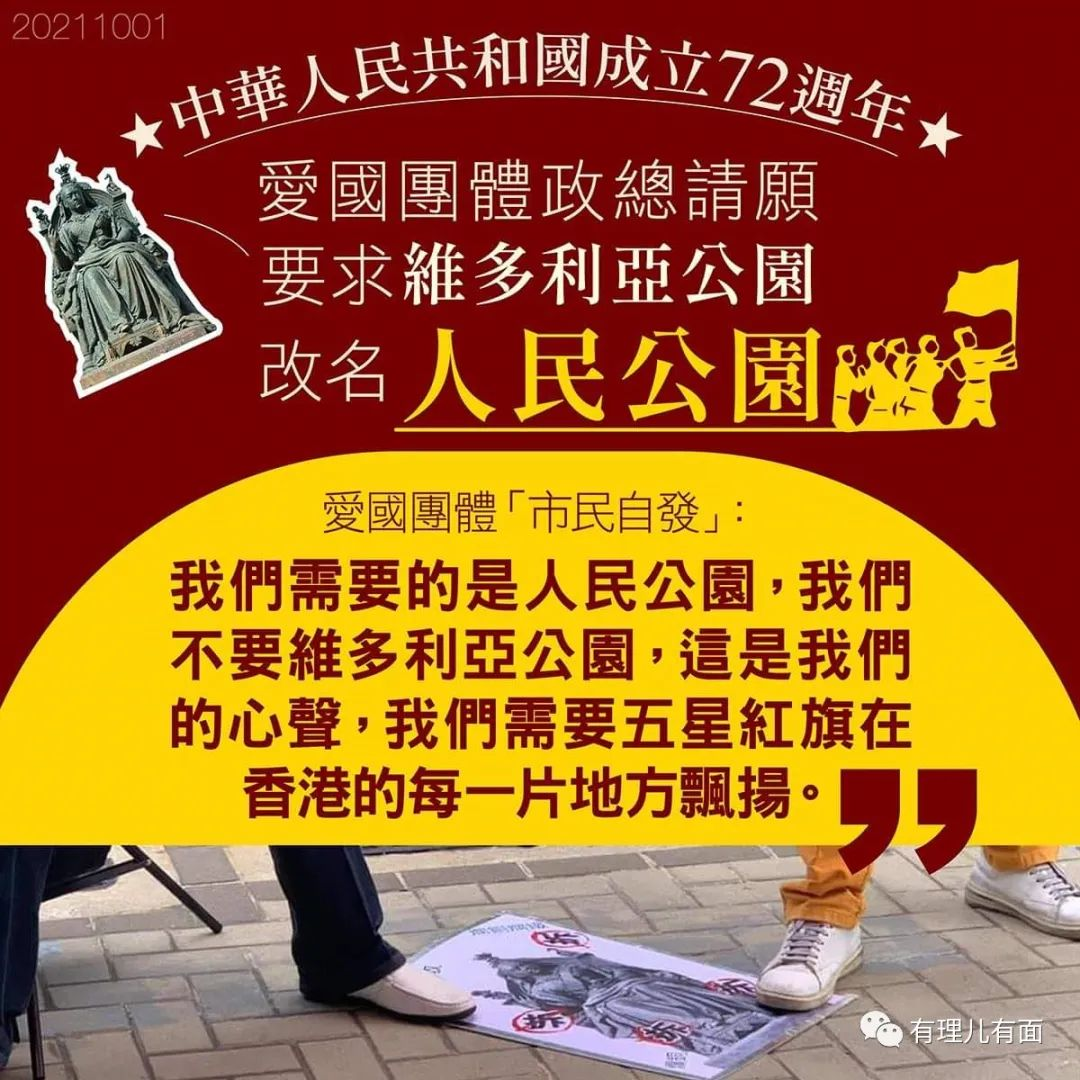 20211001
中華人民共和國成立72週年
愛國團體政總請願
要求維多利亞公園
改名人民公園
愛國團體「市民自發」：
我們需要的是人民公園，我們
不要維多利亞公園，這是我們
的心聲，我們需要五星紅旗在
香港的每一片地方飄揚。”
拆
拆
拆
有理儿有面